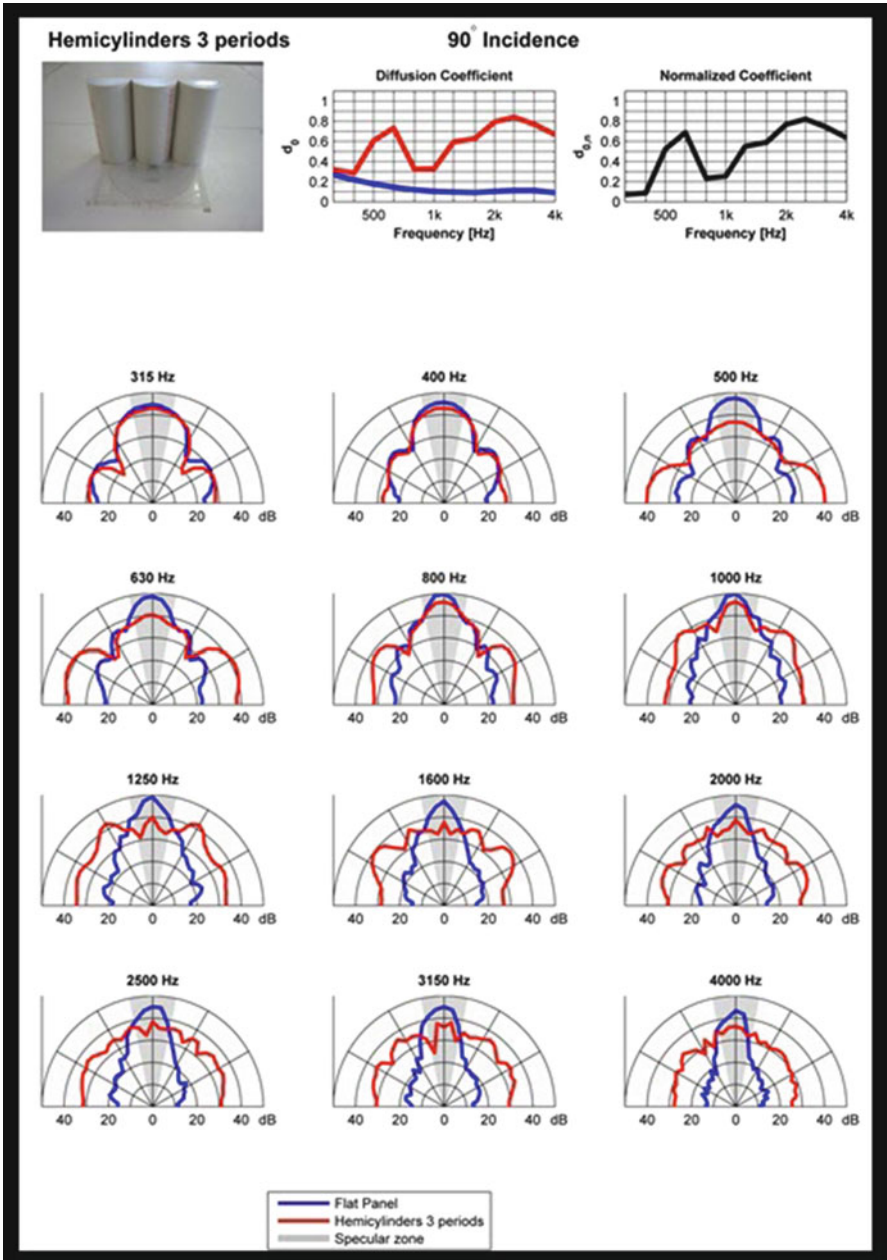 Hemicylinders 3 periods
90° Incidence
Diffusion Coefficient
1
0.8
0.6
0.4
0.2
0
d0
500 1k 2k 4k
Frequency [Hz]
Normalized Coefficient
1
0.8
0.6
0.4
0.2
0
d0,n
500 1k 2k 4k
Frequency [Hz]
315 Hz
40 20 0 20 40 dB
400 Hz
40 20 0 20 40 dB
500 Hz
40 20 0 20 40 dB
630 Hz
40 20 0 20 40 dB
800 Hz
40 20 0 20 40 dB
1000 Hz
40 20 0 20 40 dB
1250 Hz
40 20 0 20 40 dB
1600 Hz
40 20 0 20 40 dB
2000 Hz
40 20 0 20 40 dB
2500 Hz
40 20 0 20 40 dB
3150 Hz
40 20 0 20 40 dB
4000 Hz
40 20 0 20 40 dB
Flat Panel
Hemicylinders 3 periods
Specular zone